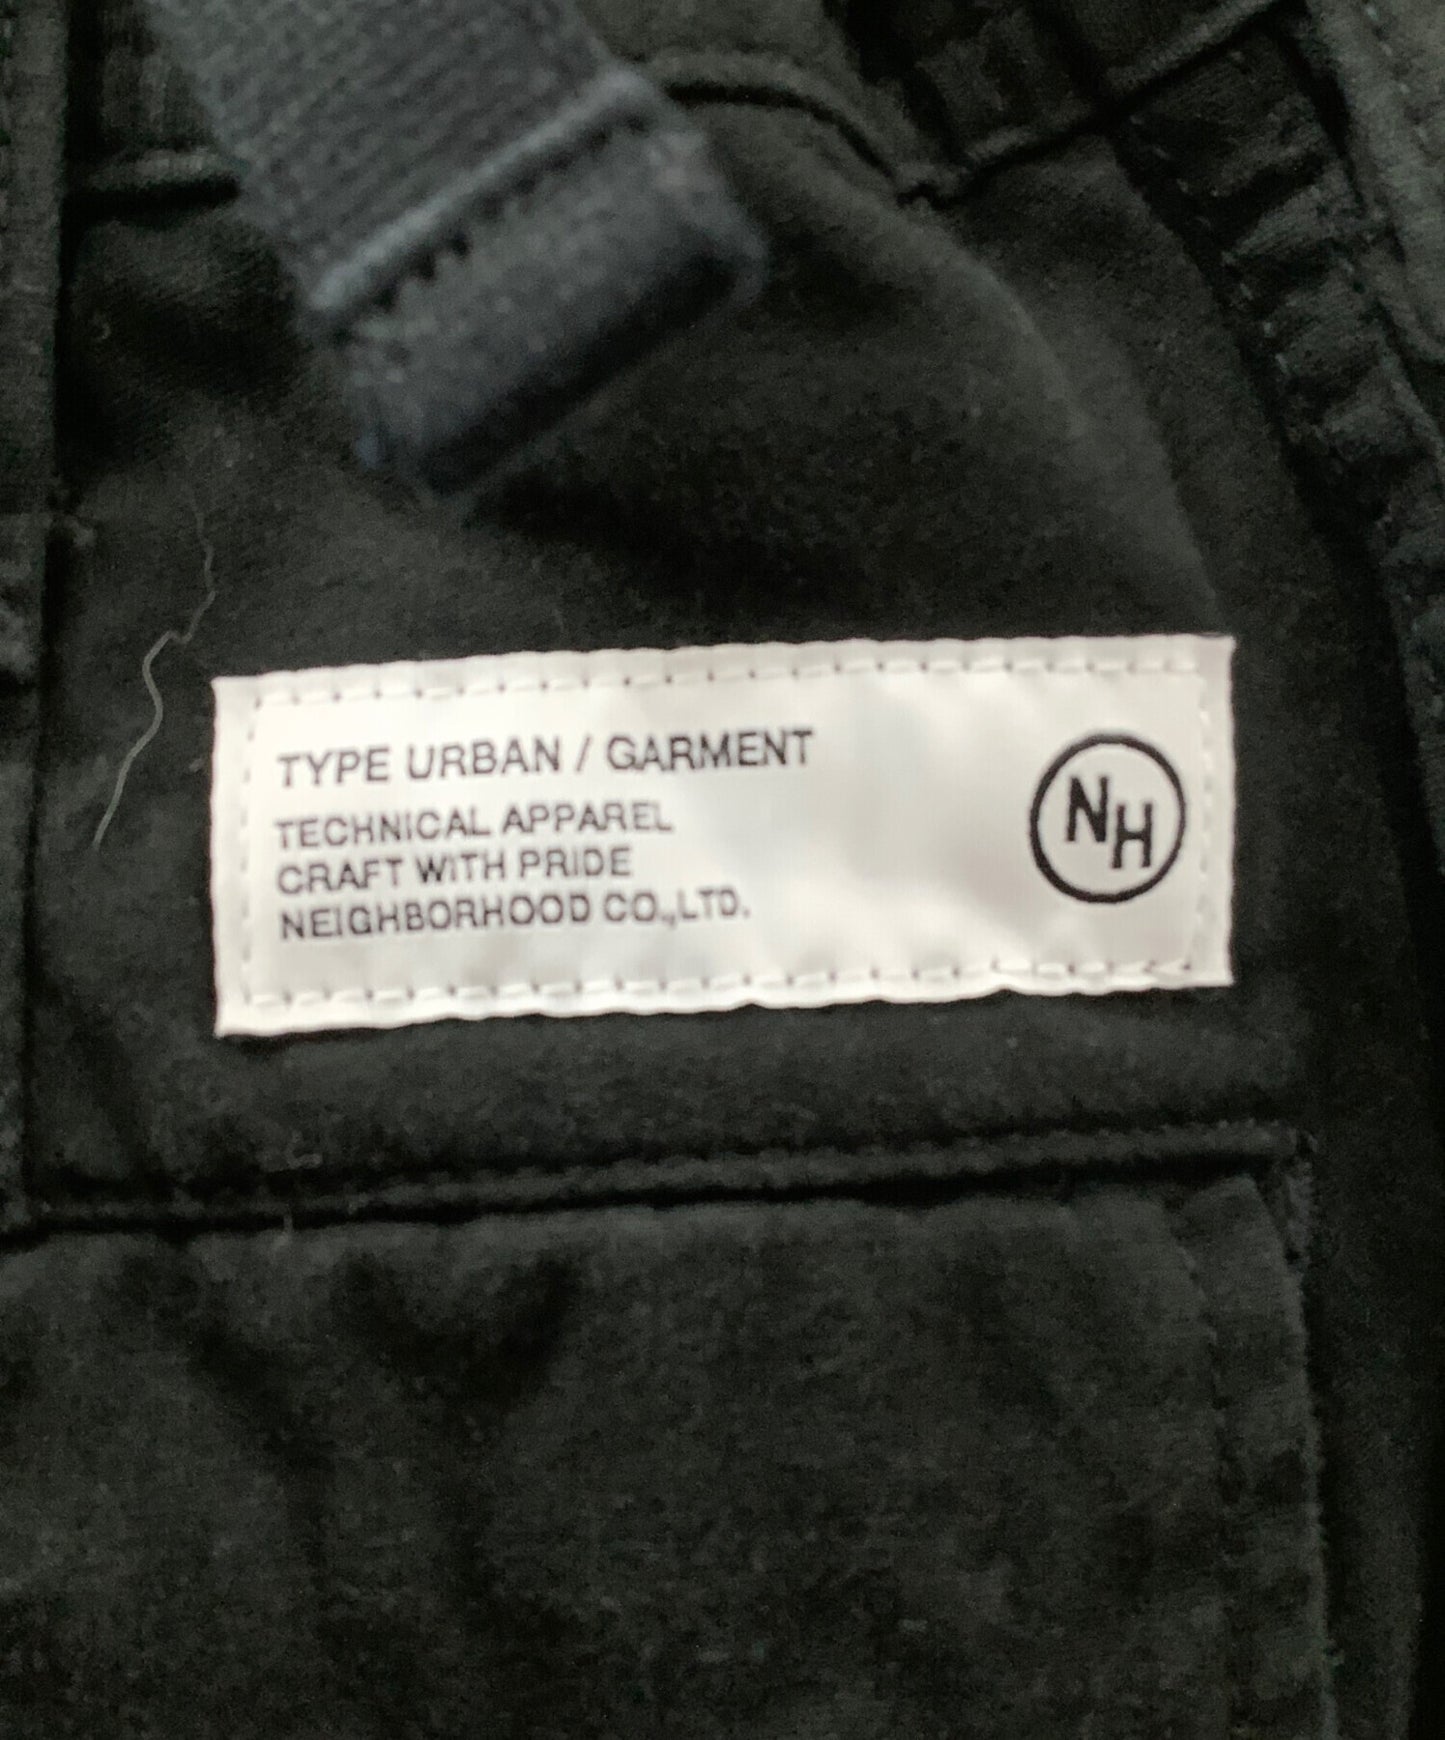 TYPE URBAN / GARMENT
TECHNICAL APPAREL
CRAFT WITH PRIDE
NEIGHBORHOOD CO.,LTD.
NH